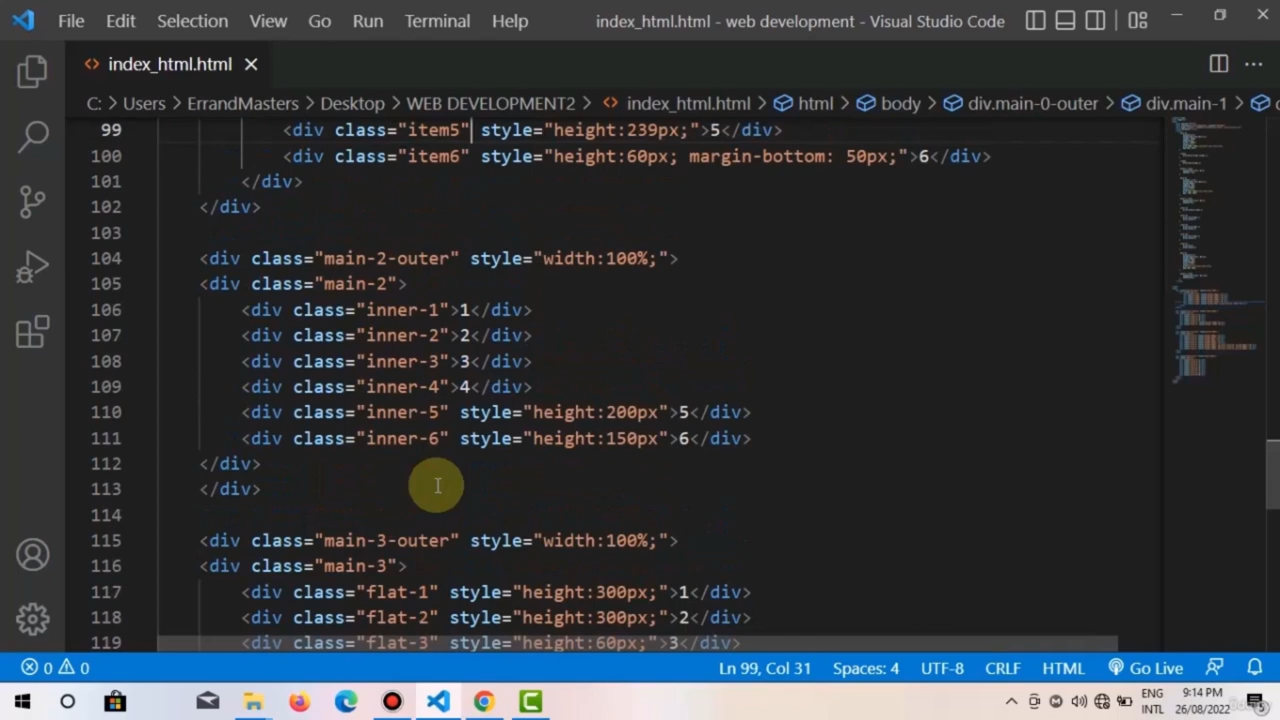 File Edit Selection View Go Run Terminal Help index_html.html - web development - Visual Studio Code
index_html.html
C: > Users > ErrandMasters > Desktop > WEB DEVELOPMENT2 > index_html.html > html > body > div.main-0-outer > div.main-1 >
99 <div class="item5" style="height:239px;">5</div>
100 <div class="item6" style="height:60px; margin-bottom: 50px;">6</div>
101 </div>
102 </div>
103
104 <div class="main-2-outer" style="width:100%;">
105 <div class="main-2">
106 <div class="inner-1">1</div>
107 <div class="inner-2">2</div>
108 <div class="inner-3">3</div>
109 <div class="inner-4">4</div>
110 <div class="inner-5" style="height:200px">5</div>
111 <div class="inner-6" style="height:150px">6</div>
112 </div>
113 </div>
114
115 <div class="main-3-outer" style="width:100%;">
116 <div class="main-3">
117 <div class="flat-1" style="height:300px;">1</div>
118 <div class="flat-2" style="height:300px;">2</div>
119 <div class="flat-3" style="height:60px;">3</div>
0 0 Ln 99, Col 31 Spaces: 4 UTF-8 CRLF HTML Go Live
ENG 9:14 PM
INTL 26/08/2022